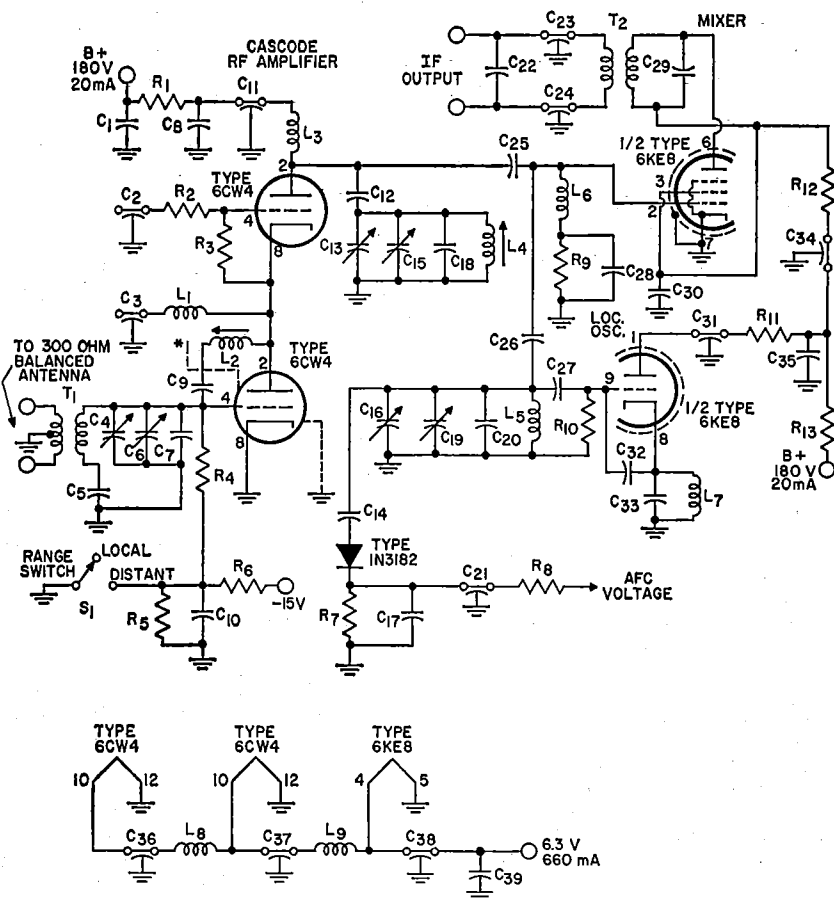 B+
180V
20mA
R1
C1
C8
C11
CASCODE
RF AMPLIFIER
L3
2
TYPE
6CW4
4
8
C2
R2
R3
C3
L1
C12
C13
C15
C18
L4
C23
T2
MIXER
IF
OUTPUT
C22
C24
C29
C25
1/2 TYPE
6KE8
6
3
2
7
L6
R9
C28
C30
R12
C34
TO 300 OHM
BALANCED
ANTENNA
T1
*
L2
C9
2
TYPE
6CW4
4
8
C4
C6
C7
C5
R4
C26
LOC.
OSC.
1
C31
R11
C35
C27
9
1/2 TYPE
6KE8
8
C16
C19
C20
L5
R10
C32
C33
L7
R13
B+
180V
20mA
C14
TYPE
1N3182
RANGE
SWITCH
LOCAL
DISTANT
S1
R6
-15V
R5
C10
R7
C17
C21
R8
AFC
VOLTAGE
TYPE
6CW4
TYPE
6CW4
TYPE
6KE8
10
12
10
12
4
5
C36
L8
C37
L9
C38
6.3 V
660 mA
C39